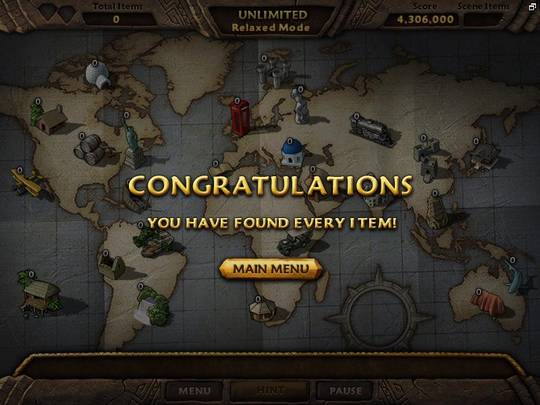 Total Items
0
UNLIMITED
Relaxed Mode
Score
4,306,000
Scene Items
CONGRATULATIONS
YOU HAVE FOUND EVERY ITEM!
MAIN MENU
MENU
HINT
PAUSE